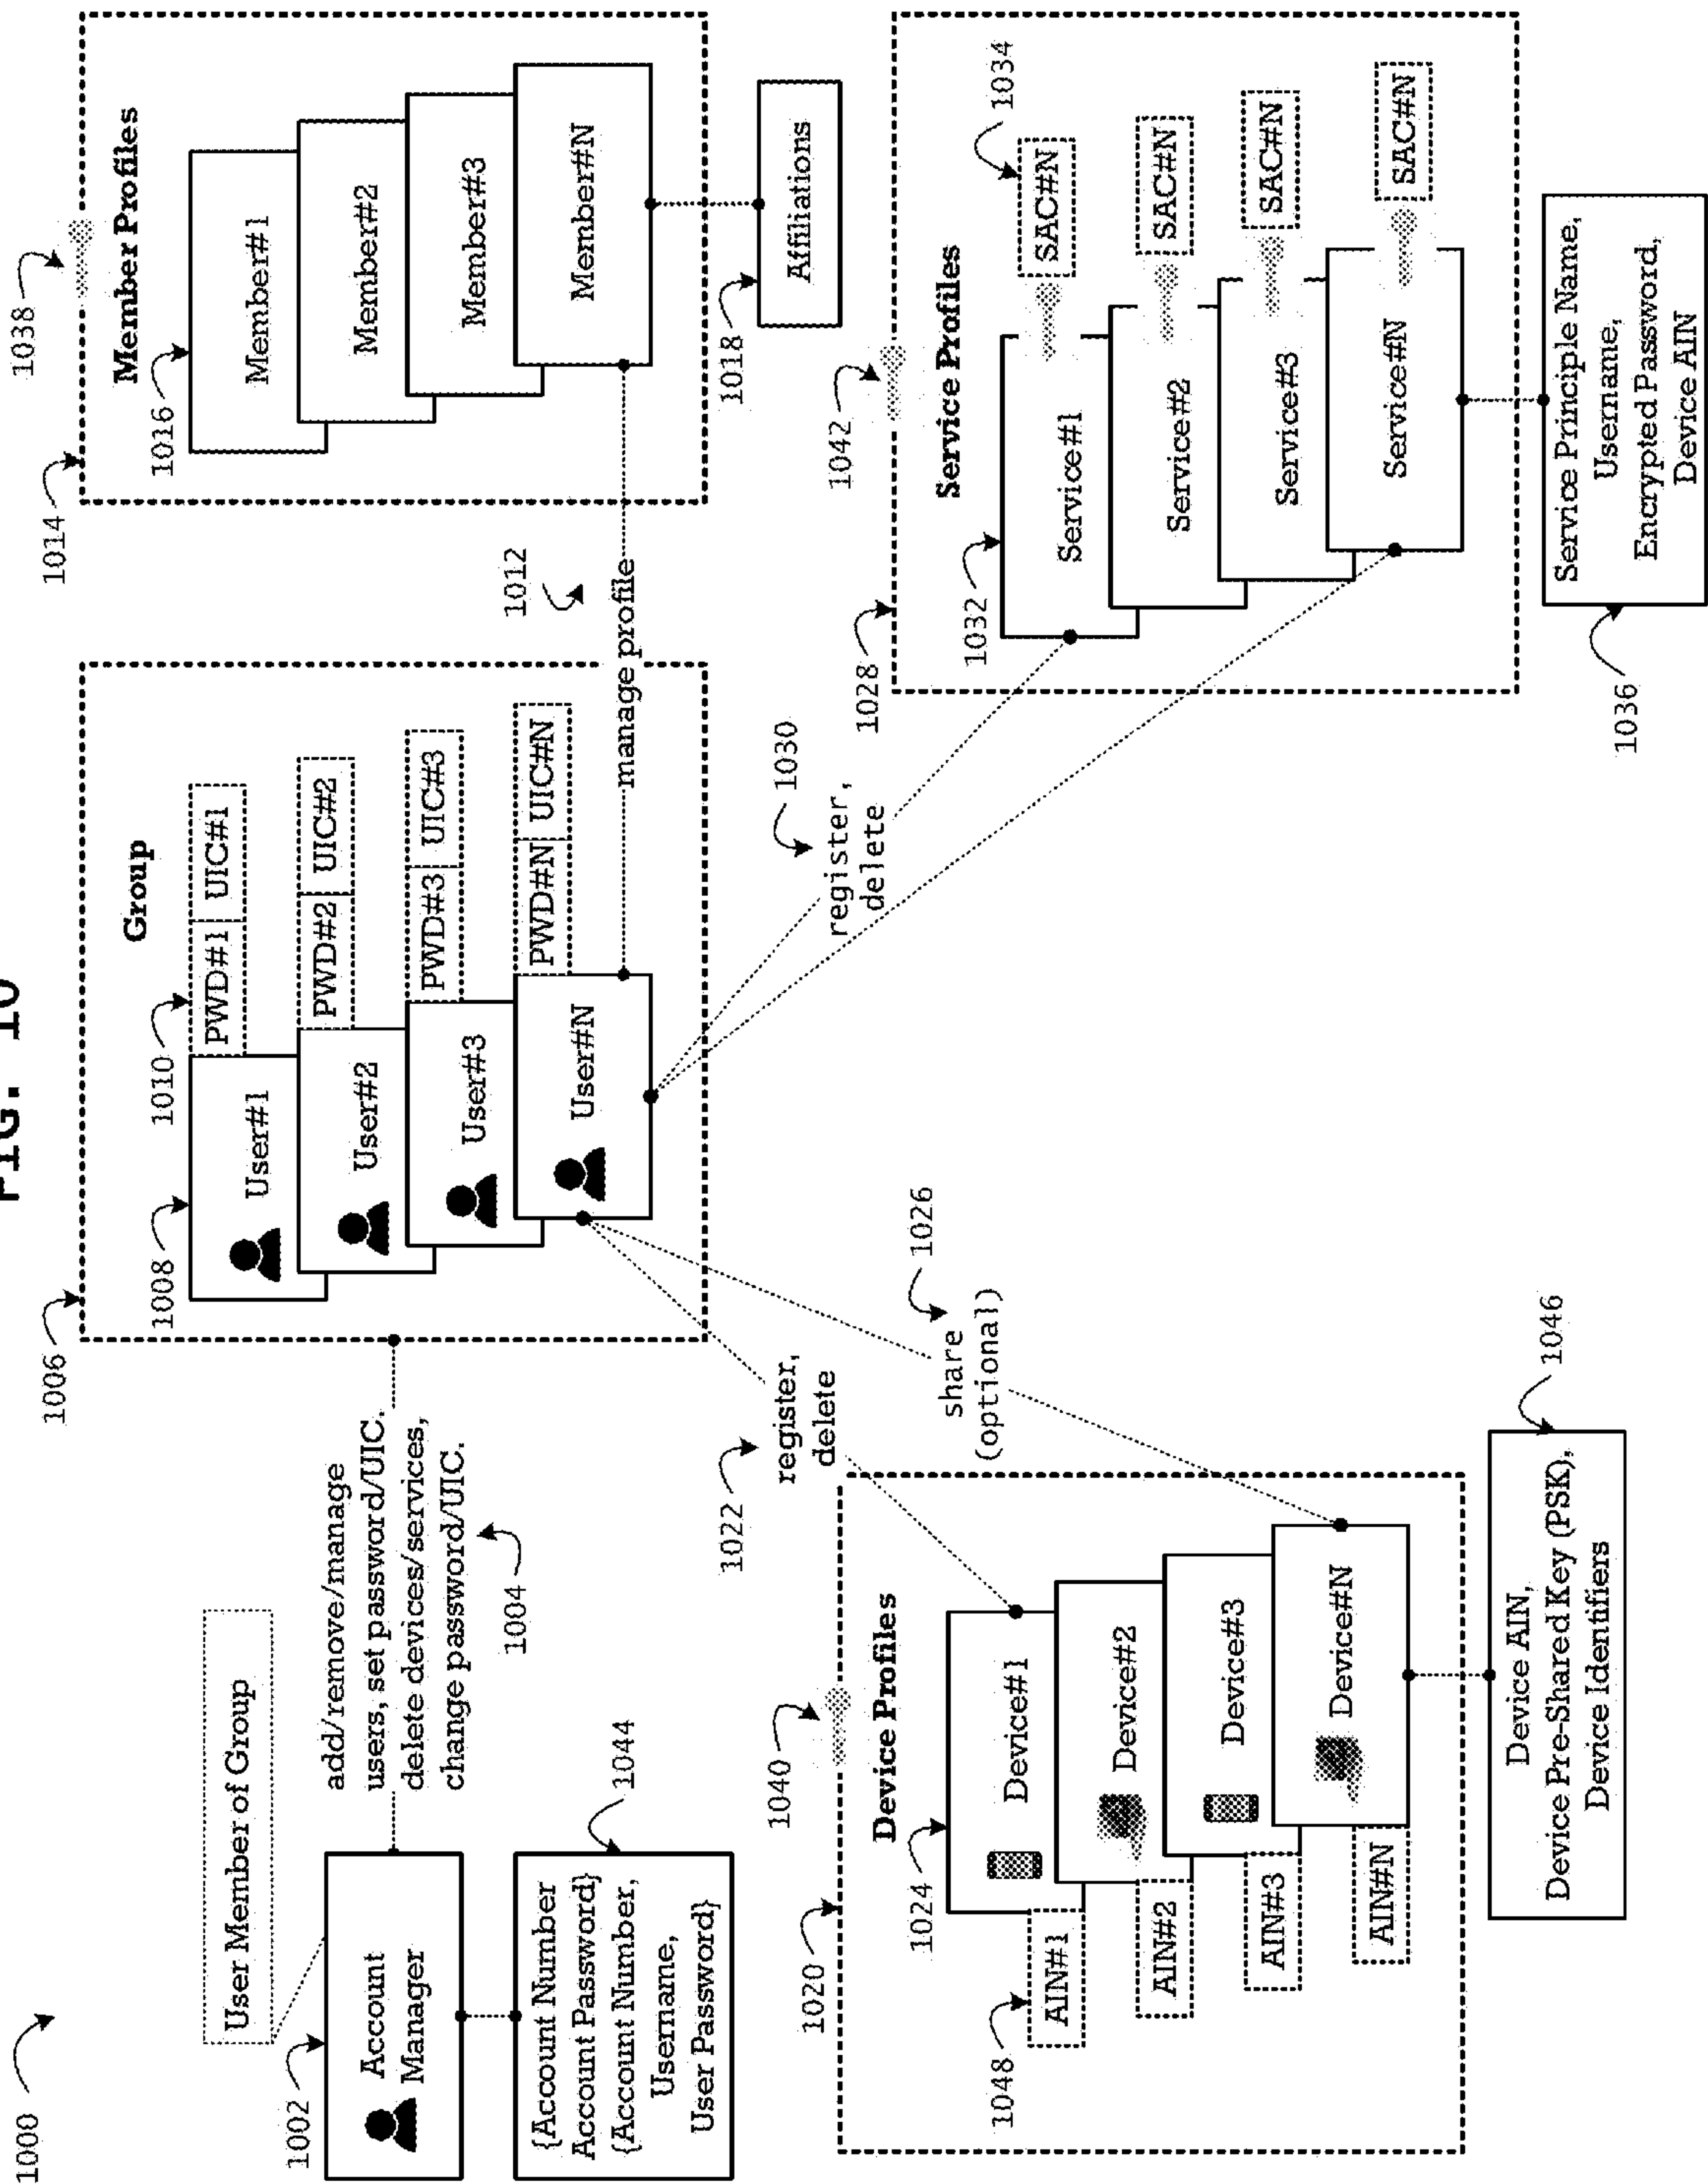 FIG. 10
1000
1002
Account
Manager
User Member of Group
{Account Number
Account Password}
{Account Number,
Username,
User Password}
1044
add/remove/manage
users, set password/UIC.
delete devices/services,
change password/UIC.
1004
1006
Group
1008
1010
User#1
PWD#1
UIC#1
User#2
PWD#2
UIC#2
User#3
PWD#3
UIC#3
User#N
PWD#N
UIC#N
manage profile
1012
1014
1038
Member Profiles
1016
Member#1
Member#2
Member#3
Member#N
1018
Affiliations
1020
1040
Device Profiles
1024
1048
Device#1
AIN#1
Device#2
AIN#2
Device#3
AIN#3
Device#N
AIN#N
1022
register,
delete
1026
share
(optional)
1046
Device AIN,
Device Pre-Shared Key (PSK),
Device Identifiers
1030
register,
delete
1028
1042
Service Profiles
1032
1034
Service#1
SAC#N
Service#2
SAC#N
Service#3
SAC#N
Service#N
SAC#N
1036
Service Principle Name,
Username,
Encrypted Password,
Device AIN